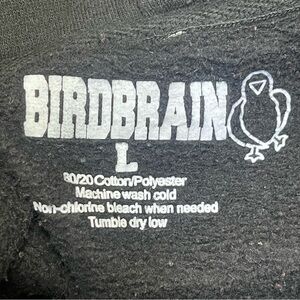 BIRDBRAIN
L
80/20 Cotton/Polyester
Machine wash cold
Non-chlorine bleach when needed
Tumble dry low